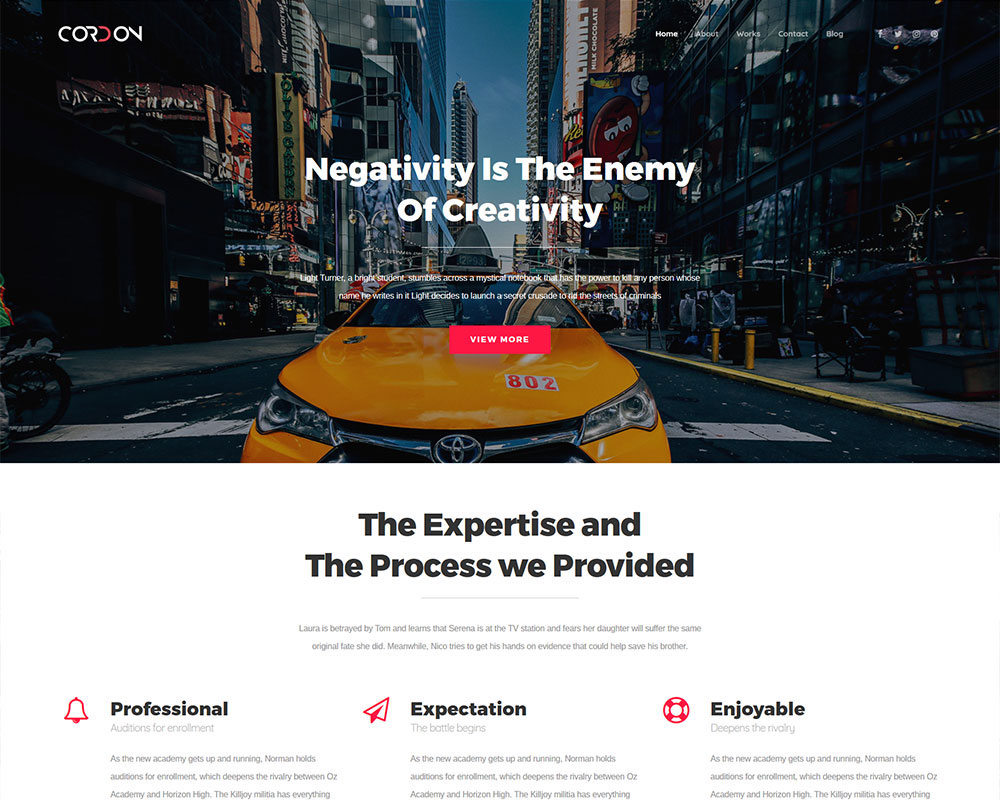 CORDON
Home About Works Contact Blog
MILK CHOCOLATE
Negativity Is The Enemy
Of Creativity
Light Turner, a bright student, stumbles across a mystical notebook that has the power to kill any person whose
name he writes in it Light decides to launch a secret crusade to rid the streets of criminals
VIEW MORE
802
The Expertise and
The Process we Provided
Laura is betrayed by Tom and learns that Serena is at the TV station and fears her daughter will suffer the same
original fate she did. Meanwhile, Nico tries to get his hands on evidence that could help save his brother.
Professional
Auditions for enrollment
As the new academy gets up and running, Norman holds
auditions for enrollment, which deepens the rivalry between Oz
Academy and Horizon High. The Killjoy militia has everything
Expectation
The battle begins
As the new academy gets up and running, Norman holds
auditions for enrollment, which deepens the rivalry between Oz
Academy and Horizon High. The Killjoy militia has everything
Enjoyable
Deepens the rivalry
As the new academy gets up and running, Norman holds
auditions for enrollment, which deepens the rivalry between Oz
Academy and Horizon High. The Killjoy militia has everything